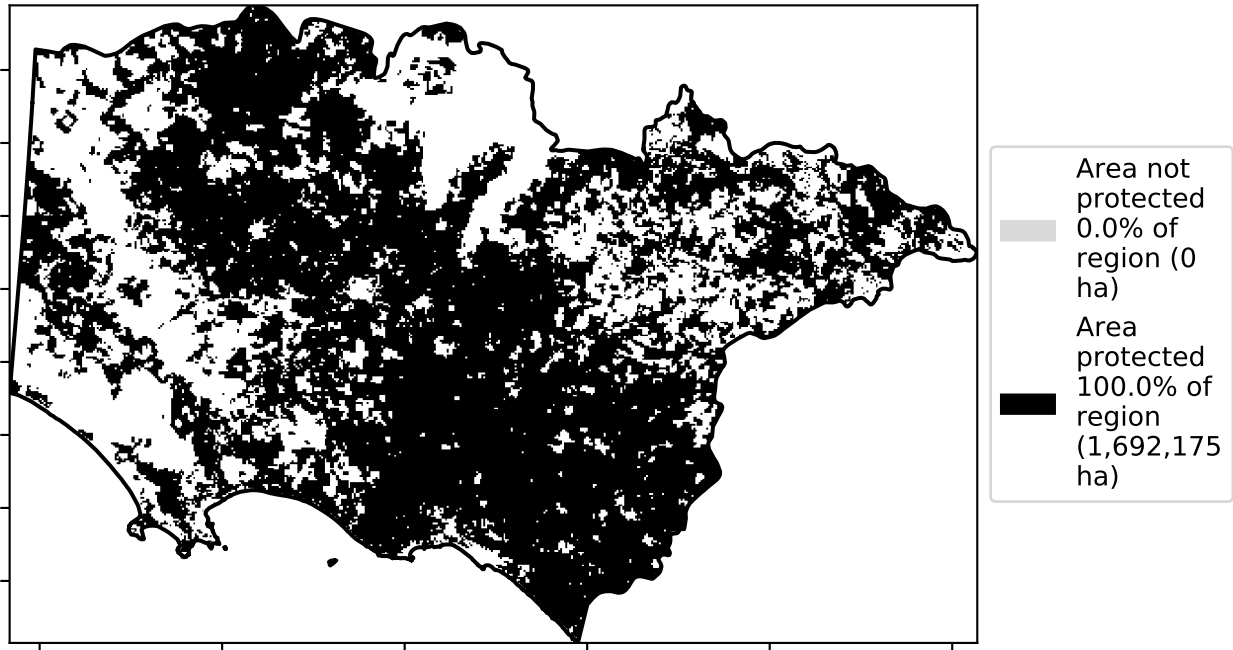 Area not
protected
0.0% of
region (0
ha)
Area
protected
100.0% of
region
(1,692,175
ha)